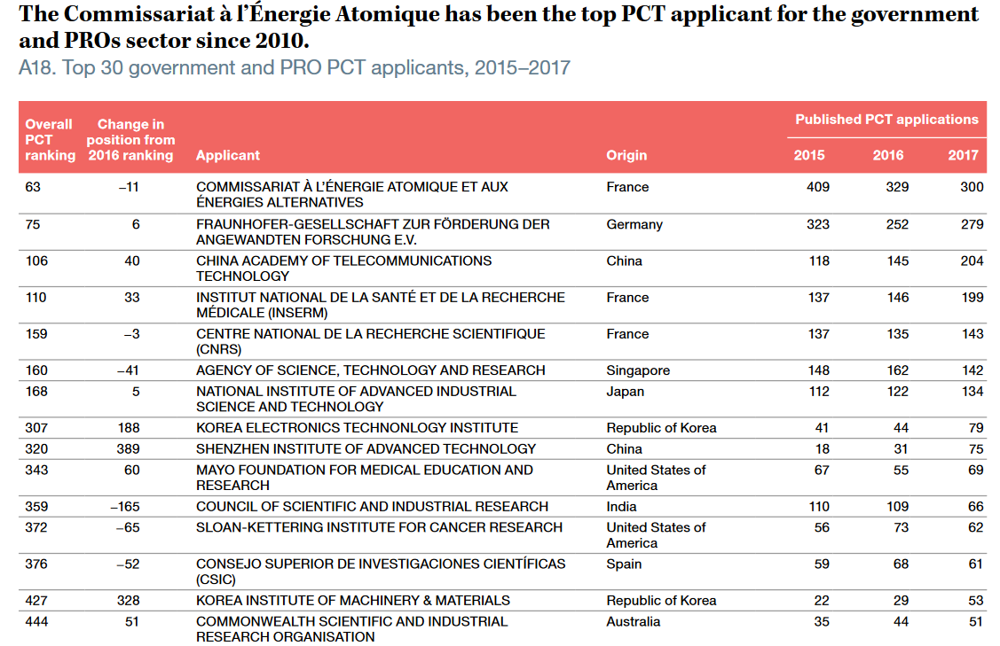 The Commissariat à l’Énergie Atomique has been the top PCT applicant for the government
and PROs sector since 2010.
A18. Top 30 government and PRO PCT applicants, 2015–2017
Overall PCT ranking Change in position from 2016 ranking Applicant Origin Published PCT applications 2015 2016 2017
63 –11 COMMISSARIAT À L’ÉNERGIE ATOMIQUE ET AUX France 409 329 300
ÉNERGIES ALTERNATIVES
75 6 FRAUNHOFER-GESELLSCHAFT ZUR FÖRDERUNG DER Germany 323 252 279
ANGEWANDTEN FORSCHUNG E.V.
106 40 CHINA ACADEMY OF TELECOMMUNICATIONS China 118 145 204
TECHNOLOGY
110 33 INSTITUT NATIONAL DE LA SANTÉ ET DE LA RECHERCHE France 137 146 199
MÉDICALE (INSERM)
159 –3 CENTRE NATIONAL DE LA RECHERCHE SCIENTIFIQUE France 137 135 143
(CNRS)
160 –41 AGENCY OF SCIENCE, TECHNOLOGY AND RESEARCH Singapore 148 162 142
168 5 NATIONAL INSTITUTE OF ADVANCED INDUSTRIAL Japan 112 122 134
SCIENCE AND TECHNOLOGY
307 188 KOREA ELECTRONICS TECHNONLOGY INSTITUTE Republic of Korea 41 44 79
320 389 SHENZHEN INSTITUTE OF ADVANCED TECHNOLOGY China 18 31 75
343 60 MAYO FOUNDATION FOR MEDICAL EDUCATION AND United States of 67 55 69
RESEARCH America
359 –165 COUNCIL OF SCIENTIFIC AND INDUSTRIAL RESEARCH India 110 109 66
372 –65 SLOAN-KETTERING INSTITUTE FOR CANCER RESEARCH United States of 56 73 62
America
376 –52 CONSEJO SUPERIOR DE INVESTIGACIONES CIENTÍFICAS Spain 59 68 61
(CSIC)
427 328 KOREA INSTITUTE OF MACHINERY & MATERIALS Republic of Korea 22 29 53
444 51 COMMONWEALTH SCIENTIFIC AND INDUSTRIAL Australia 35 44 51
RESEARCH ORGANISATION